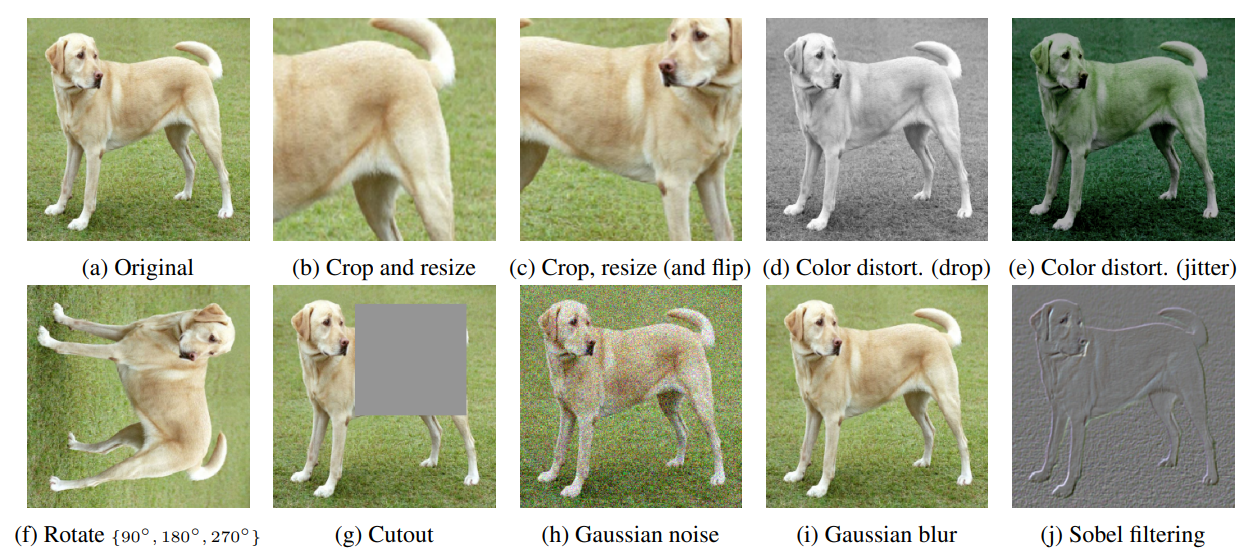 (a) Original
(b) Crop and resize
(c) Crop, resize (and flip)
(d) Color distort. (drop)
(e) Color distort. (jitter)
(f) Rotate {90°, 180°, 270°}
(g) Cutout
(h) Gaussian noise
(i) Gaussian blur
(j) Sobel filtering